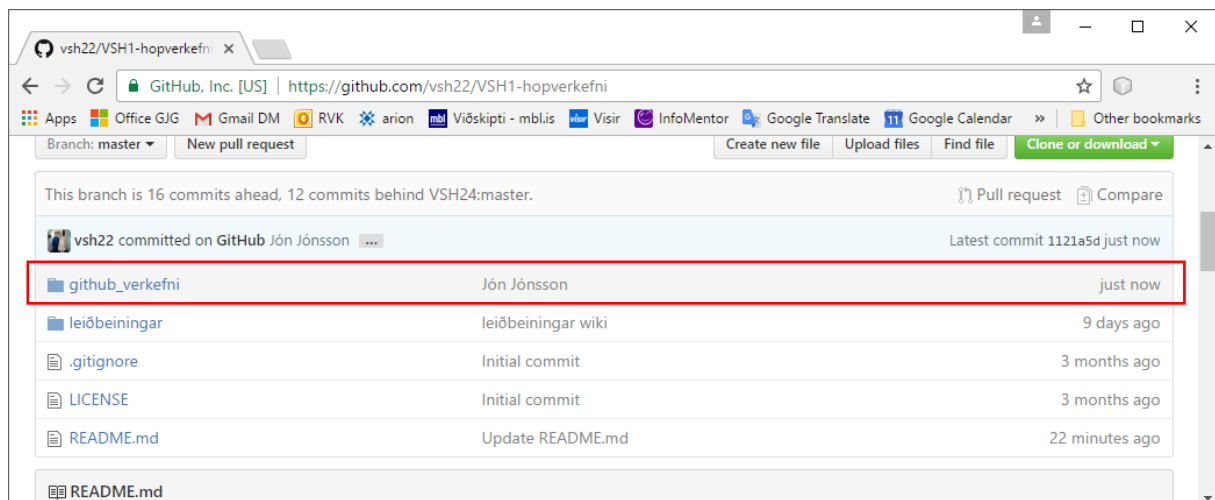 vsh22/VSH1-hopverkefni
GitHub, Inc. [US] | https://github.com/vsh22/VSH1-hopverkefni
Apps Office GJG Gmail DM RVK arion mbl Viðskipti - mbl.is visir Visir InfoMentor Google Translate 11 Google Calendar » Other bookmarks
Branch: master New pull request Create new file Upload files Find file Clone or download
This branch is 16 commits ahead, 12 commits behind VSH24:master. Pull request Compare
vsh22 committed on GitHub Jón Jónsson ... Latest commit 1121a5d just now
github_verkefni Jón Jónsson just now
leiðbeiningar leiðbeiningar wiki 9 days ago
.gitignore Initial commit 3 months ago
LICENSE Initial commit 3 months ago
README.md Update README.md 22 minutes ago
README.md